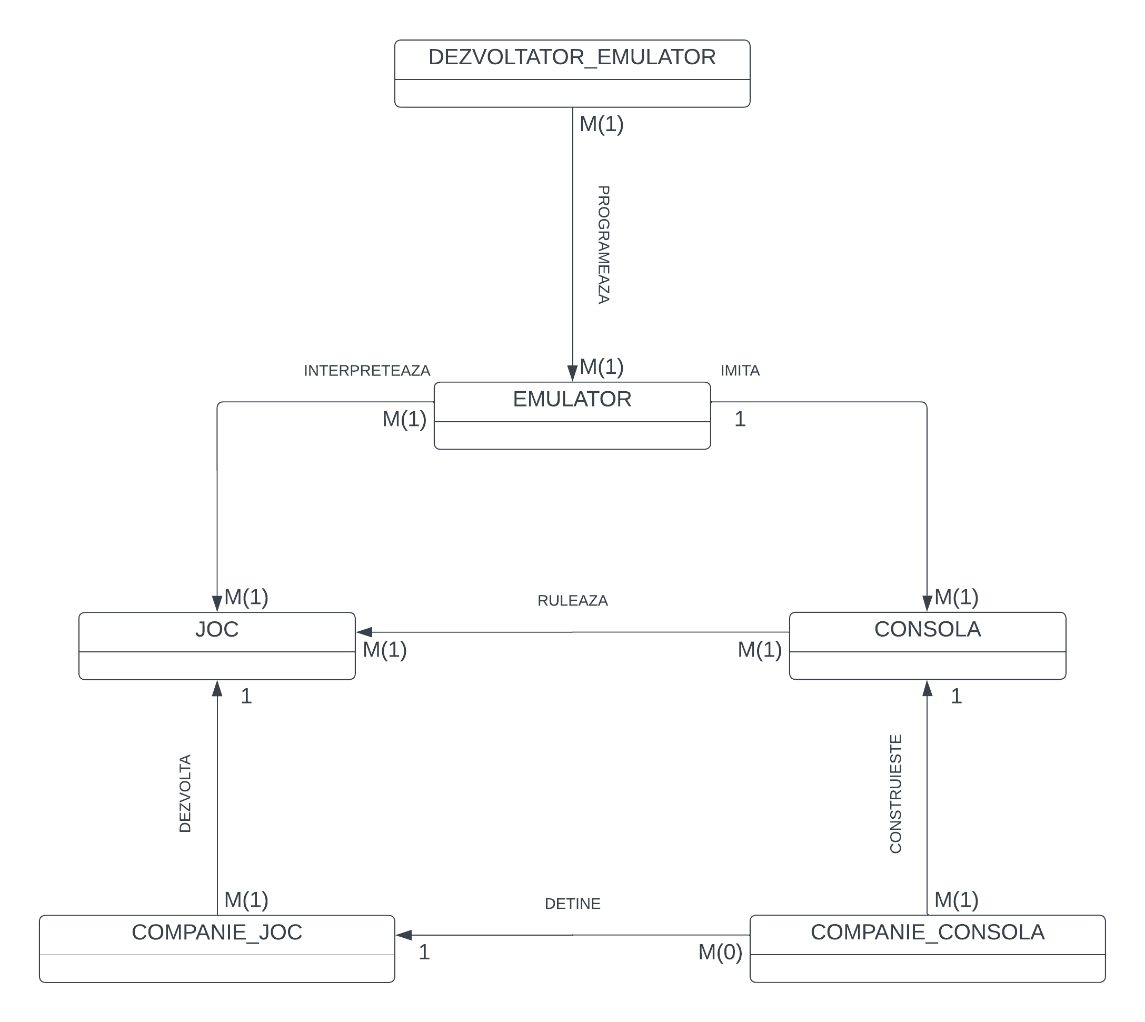 DEZVOLTATOR_EMULATOR
M(1)
PROGRAMEAZA
M(1)
INTERPRETEAZA
IMITA
EMULATOR
M(1)
1
M(1)
M(1)
RULEAZA
JOC
CONSOLA
M(1)
M(1)
1
1
DEZVOLTA
CONSTRUIESTE
M(1)
M(1)
DETINE
COMPANIE_JOC
COMPANIE_CONSOLA
1
M(0)